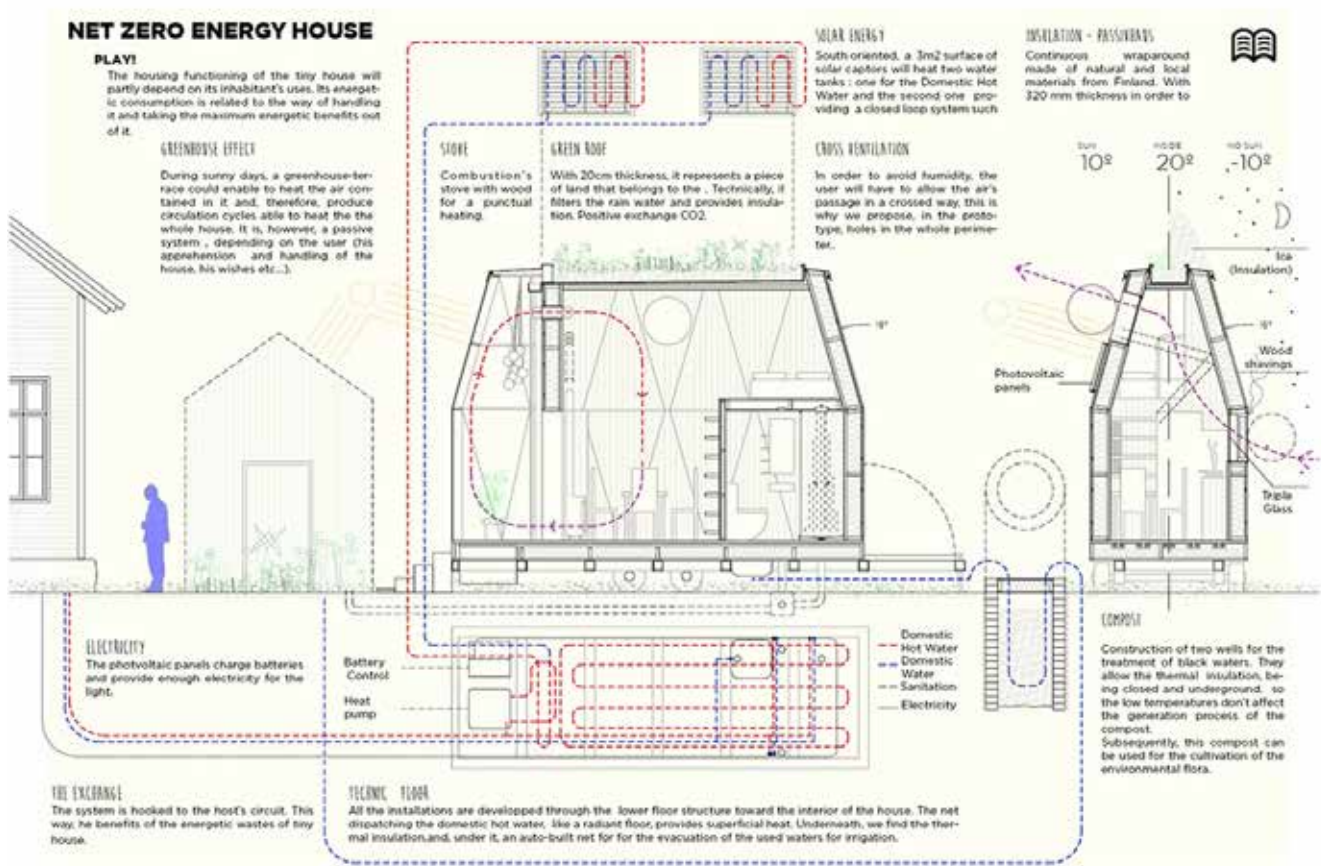 NET ZERO ENERGY HOUSE
PLAY!
The housing functioning of the tiny house will
partly depend on its inhabitant's uses. Its energet-
ic consumption is related to the way of handling
it and taking the maximum energetic benefits out
of it.
GREENHOUSE EFFECT
During sunny days, a greenhouse-ter-
race could enable to heat the air con-
tained in it and, therefore, produce
circulation cycles able to heat the the
whole house. It is, however, a passive
system , depending on the user (his
apprehension and handling of the
house, his wishes etc...).
STOVE
Combustion's
stove with wood
for a punctual
heating.
GREEN ROOF
With 20cm thickness, it represents a piece
of land that belongs to the . Technically, it
filters the rain water and provides insula-
tion. Positive exchange CO2.
SOLAR ENERGY
South oriented, a 3m2 surface of
solar captors will heat two water
tanks : one for the Domestic Hot
Water and the second one pro-
viding a closed loop system such
CROSS VENTILATION
In order to avoid humidity, the
user will have to allow the air's
passage in a crossed way, this is
why we propose, in the proto-
type, holes in the whole perime-
ter.
INSULATION - PASSIVHAUS
Continuous wraparound
made of natural and local
materials from Finland. With
320 mm thickness in order to
SUN
10º
INSIDE
20º
NO SUN
-10º
Ica
(Insulation)
18°
18°
Wood
shavings
Photovoltaic
panels
Tripla
Glass
ELECTRICITY
The photvoltaic panels charge batteries
and provide enough electricity for the
light.
Battery
Control
Heat
pump
Domestic
Hot Water
Domestic
Water
Sanitation
Electricity
COMPOST
Construction of two wells for the
treatment of black waters. They
allow the thermal insulation, be-
ing closed and underground, so
the low temperatures don't affect
the generation process of the
compost.
Subsequently, this compost can
be used for the cultivation of the
environmental flora.
THE EXCHANGE
The system is hooked to the host's circuit. This
way, he benefits of the energetic wastes of tiny
house.
TECHNIC FLOOR
All the installations are developped through the lower floor structure toward the interior of the house. The net
dispatching the domestic hot water, like a radiant floor, provides superficial heat. Underneath, we find the ther-
mal insulation,and, under it, an auto-built net for for the evacuation of the used waters for irrigation.